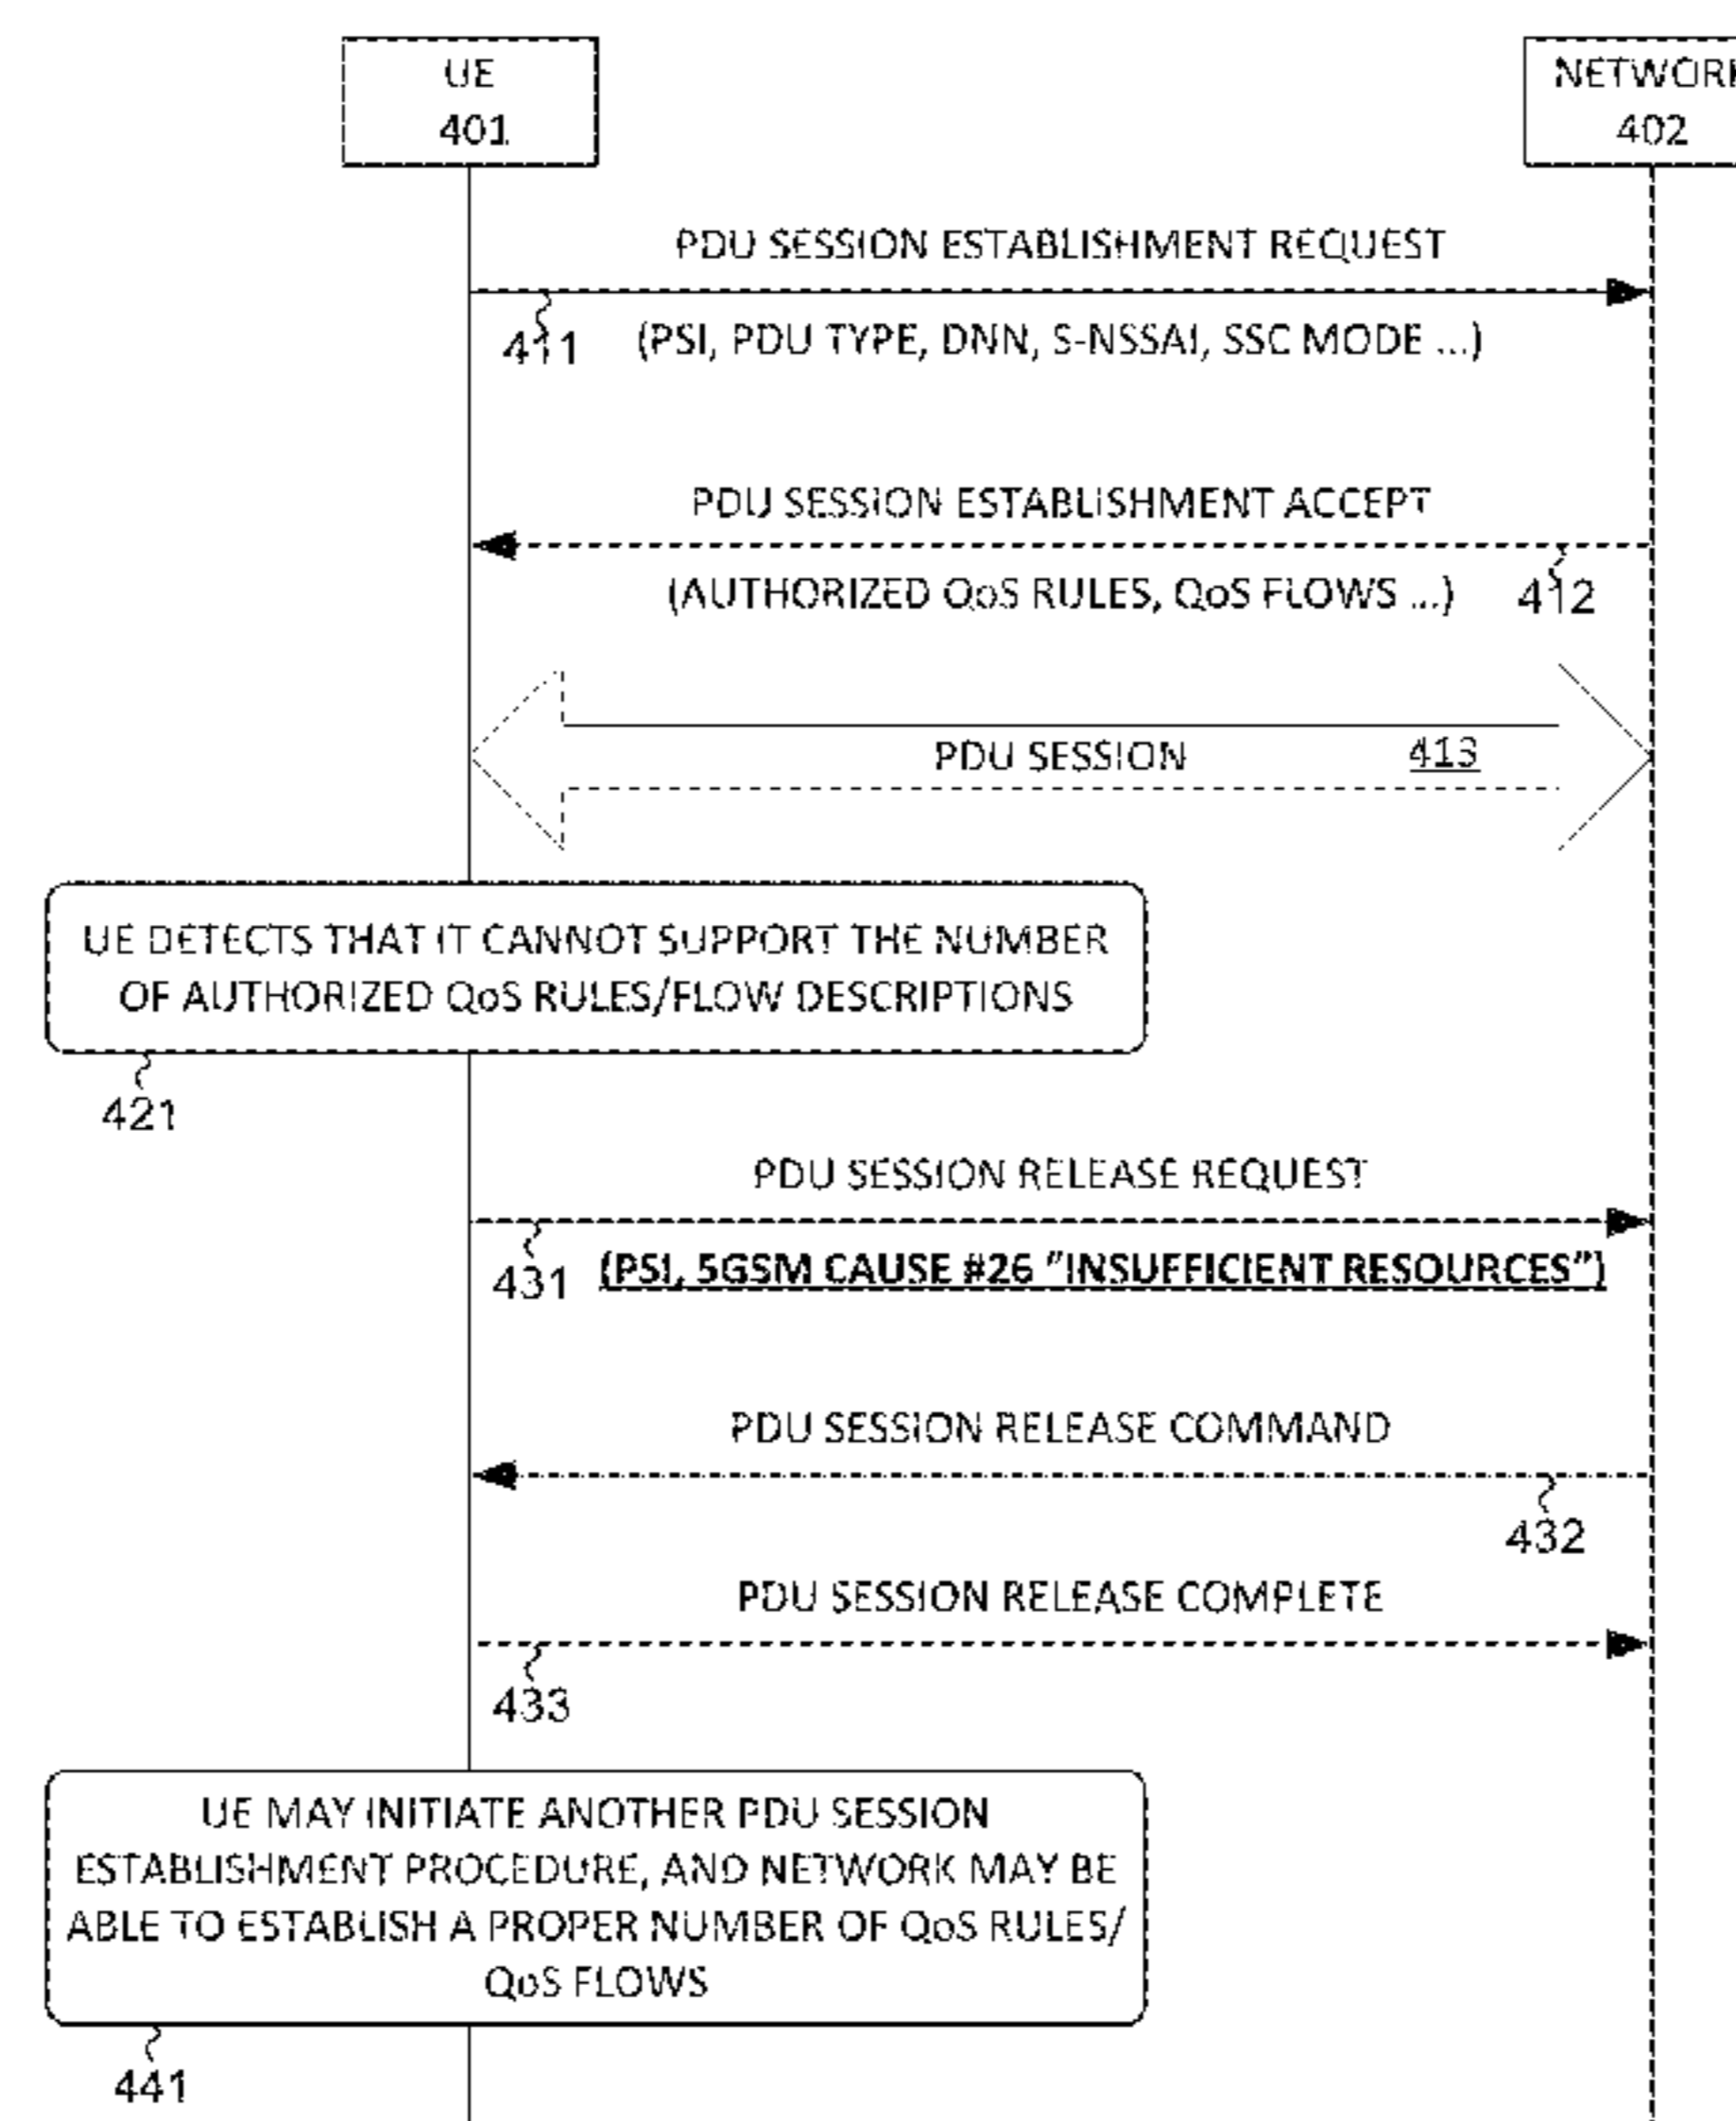 UE
401
NETWORK
402
PDU SESSION ESTABLISHMENT REQUEST
411
(PSI, PDU TYPE, DNN, S-NSSAI, SSC MODE ...)
PDU SESSION ESTABLISHMENT ACCEPT
(AUTHORIZED QoS RULES, QoS FLOWS ...)
412
PDU SESSION
413
UE DETECTS THAT IT CANNOT SUPPORT THE NUMBER
OF AUTHORIZED QoS RULES/FLOW DESCRIPTIONS
421
PDU SESSION RELEASE REQUEST
431
(PSI, 5GSM CAUSE #26 "INSUFFICIENT RESOURCES")
PDU SESSION RELEASE COMMAND
432
PDU SESSION RELEASE COMPLETE
433
UE MAY INITIATE ANOTHER PDU SESSION
ESTABLISHMENT PROCEDURE, AND NETWORK MAY BE
ABLE TO ESTABLISH A PROPER NUMBER OF QoS RULES/
QoS FLOWS
441